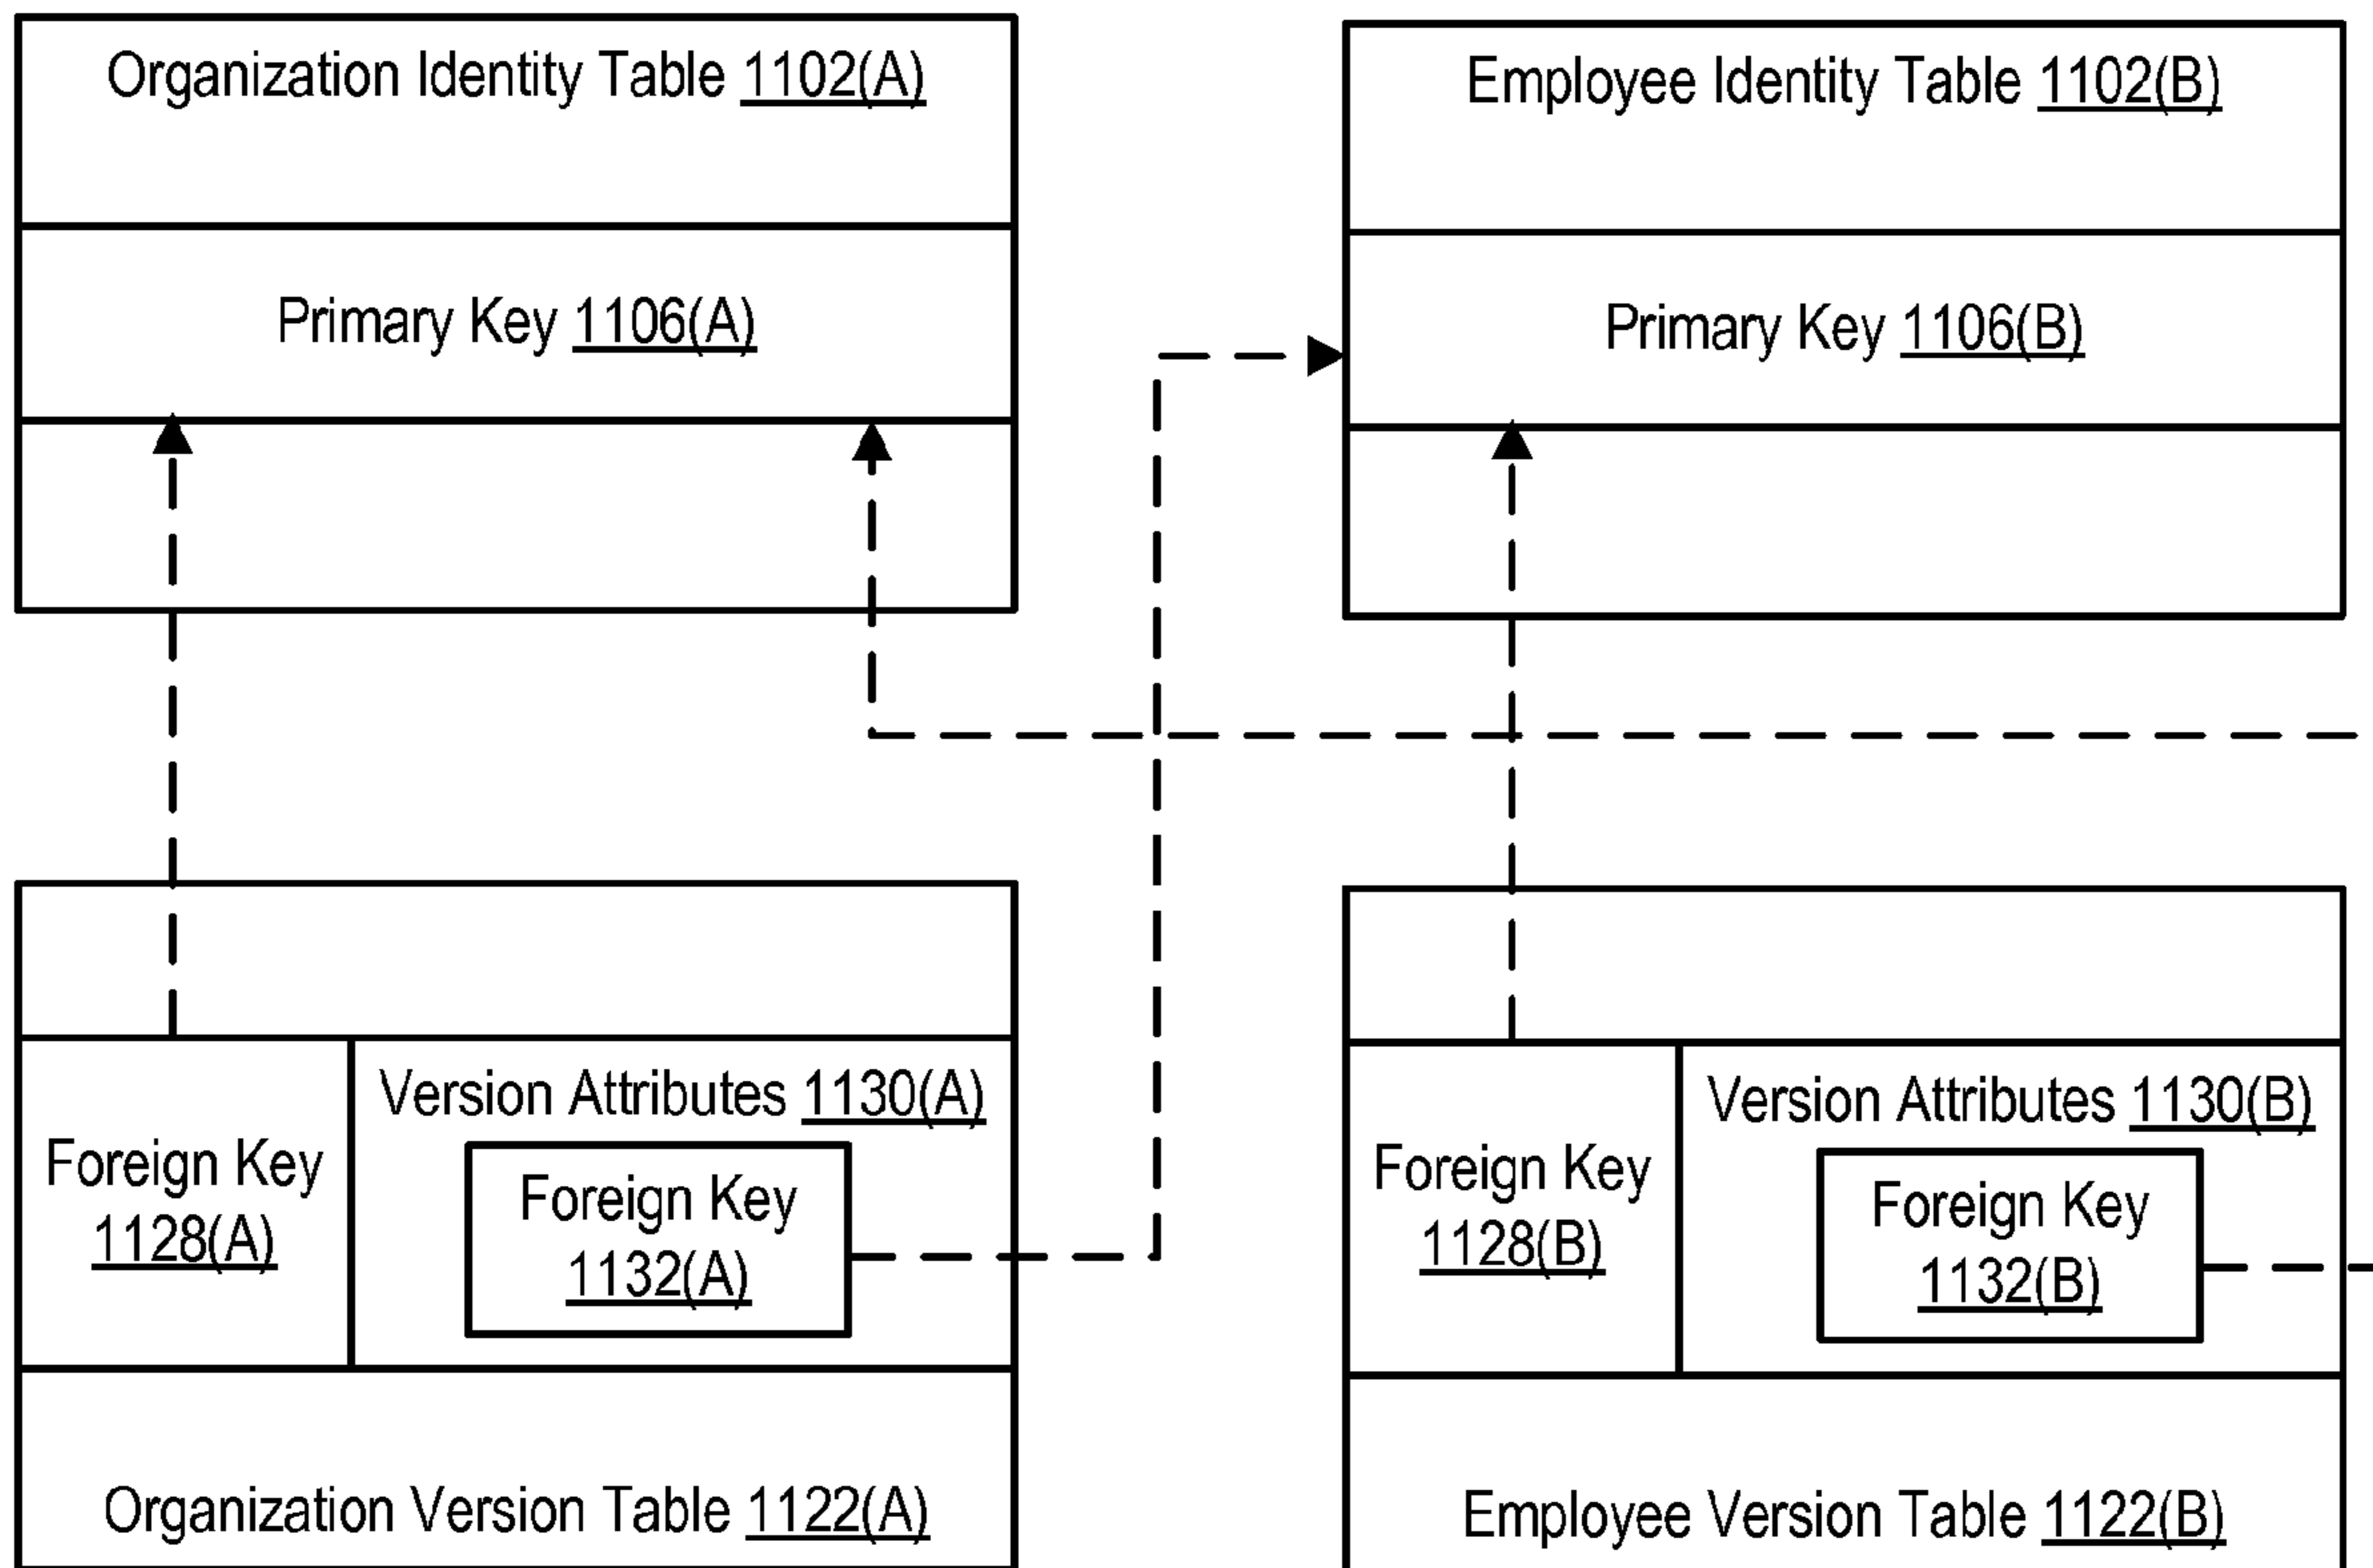 Organization Identity Table 1102(A)
Primary Key 1106(A)
Employee Identity Table 1102(B)
Primary Key 1106(B)
Foreign Key
1128(A)
Version Attributes 1130(A)
Foreign Key
1132(A)
Organization Version Table 1122(A)
Foreign Key
1128(B)
Version Attributes 1130(B)
Foreign Key
1132(B)
Employee Version Table 1122(B)